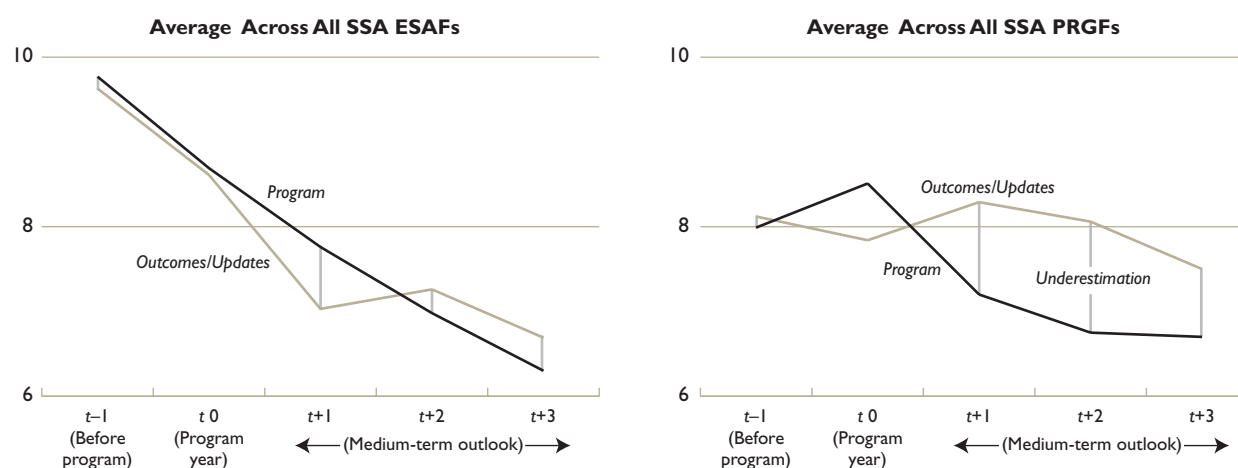 Average Across All SSA ESAFs
10
8
6
Program
Outcomes/Updates
t–1
(Before
program)
t 0
(Program
year)
t+1
t+2
t+3
(Medium-term outlook)
Average Across All SSA PRGFs
10
8
6
Outcomes/Updates
Program
Underestimation
t–1
(Before
program)
t 0
(Program
year)
t+1
t+2
t+3
(Medium-term outlook)